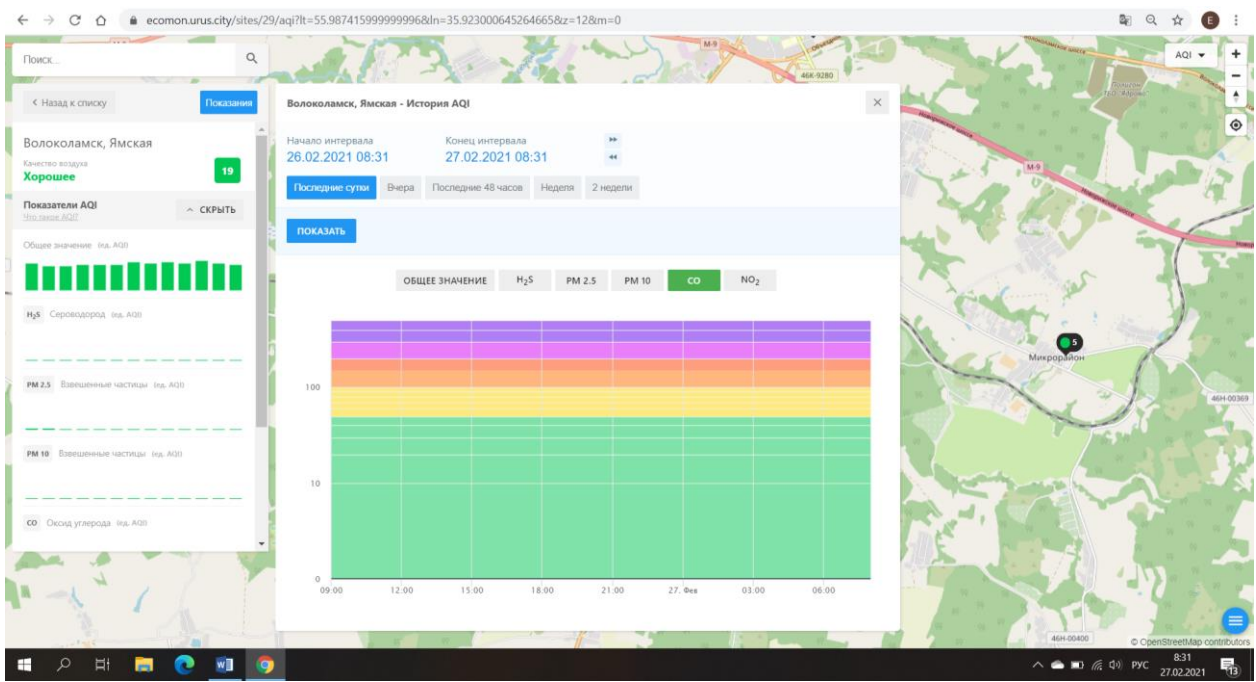 ecomon.urus.city/sites/29/aqi?lt=55.987415999999996&ln=35.923000645264665&z=12&m=0
E
Поиск...
< Назад к списку
Показания
Волоколамск, Ямская
Качество воздуха
Хорошее
19
Показатели AQI
Что такое AQI?
СКРЫТЬ
Общее значение (ед. AQI)
H₂S Сероводород (ед. AQI)
PM 2.5 Взвешенные частицы (ед. AQI)
PM 10 Взвешенные частицы (ед. AQI)
CO Оксид углерода (ед. AQI)
Волоколамск, Ямская - История AQI
Начало интервала
26.02.2021 08:31
Конец интервала
27.02.2021 08:31
Последние сутки
Вчера
Последние 48 часов
Неделя
2 недели
ПОКАЗАТЬ
ОБЩЕЕ ЗНАЧЕНИЕ
H₂S
PM 2.5
PM 10
CO
NO₂
100
10
0
09:00 12:00 15:00 18:00 21:00 27. Фев 03:00 06:00
AQI
M-9
46К-9280
M-9
5
Микрорайон
46Н-00369
46Н-00400
© OpenStreetMap contributors
РУС
8:31
27.02.2021
13